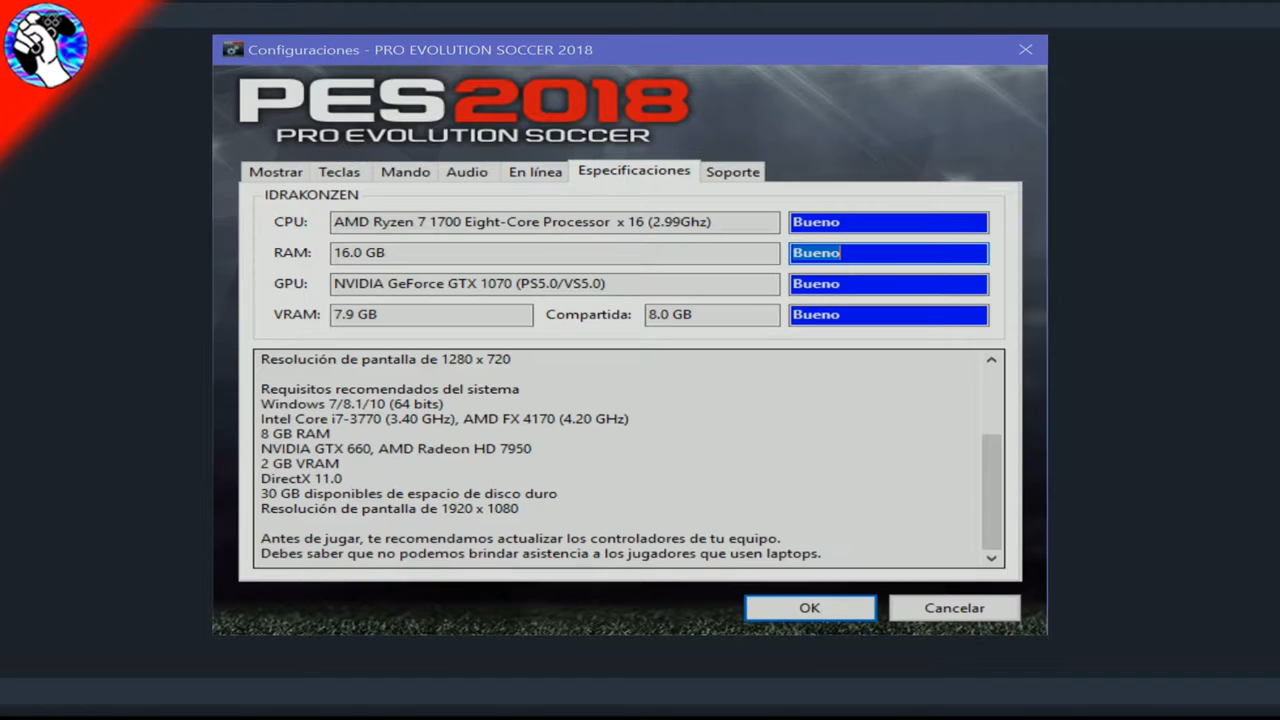 Configuraciones - PRO EVOLUTION SOCCER 2018
PES2018
PRO EVOLUTION SOCCER
Mostrar Teclas Mando Audio En línea Especificaciones Soporte
IDRAKONZEN
CPU: AMD Ryzen 7 1700 Eight-Core Processor x 16 (2.99Ghz) Bueno
RAM: 16.0 GB Bueno
GPU: NVIDIA GeForce GTX 1070 (PS5.0/VS5.0) Bueno
VRAM: 7.9 GB Compartida: 8.0 GB Bueno
Resolución de pantalla de 1280 x 720
Requisitos recomendados del sistema
Windows 7/8.1/10 (64 bits)
Intel Core i7-3770 (3.40 GHz), AMD FX 4170 (4.20 GHz)
8 GB RAM
NVIDIA GTX 660, AMD Radeon HD 7950
2 GB VRAM
DirectX 11.0
30 GB disponibles de espacio de disco duro
Resolución de pantalla de 1920 x 1080
Antes de jugar, te recomendamos actualizar los controladores de tu equipo.
Debes saber que no podemos brindar asistencia a los jugadores que usen laptops.
OK Cancelar